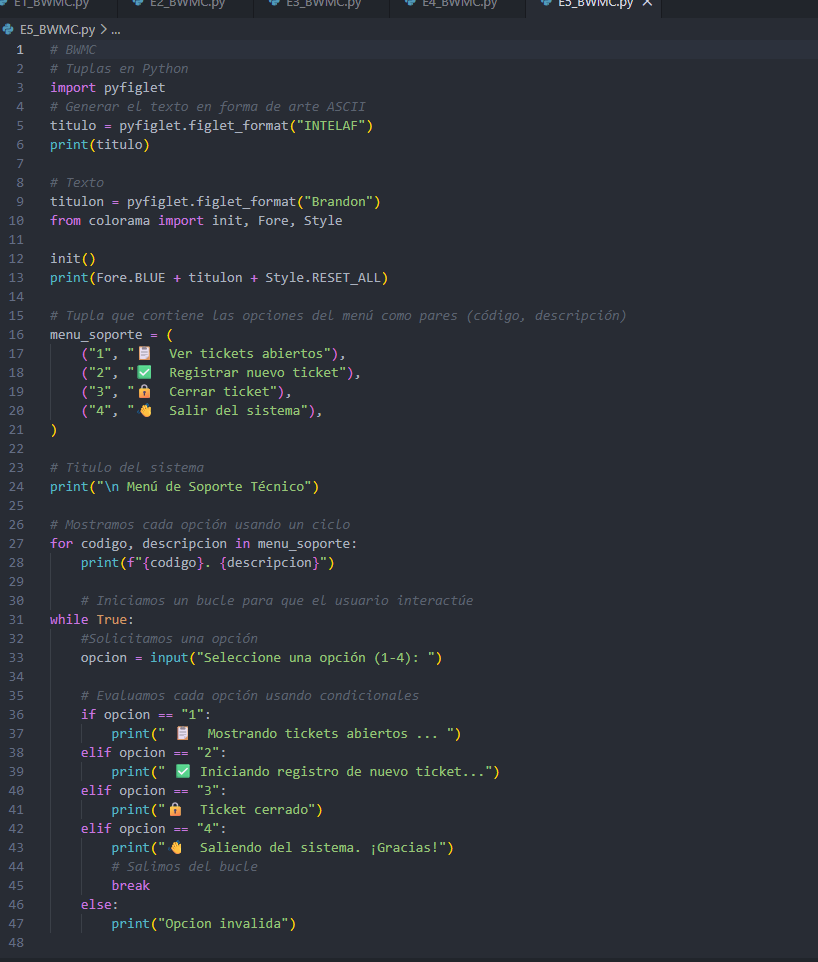 E1_BWMC.py E2_BWMC.py E3_BWMC.py E4_BWMC.py E5_BWMC.py X
E5_BWMC.py > ...
1 # BWMC
2 # Tuplas en Python
3 import pyfiglet
4 # Generar el texto en forma de arte ASCII
5 titulo = pyfiglet.figlet_format("INTELAF")
6 print(titulo)
7
8 # Texto
9 titulon = pyfiglet.figlet_format("Brandon")
10 from colorama import init, Fore, Style
11
12 init()
13 print(Fore.BLUE + titulon + Style.RESET_ALL)
14
15 # Tupla que contiene las opciones del menú como pares (código, descripción)
16 menu_soporte = (
17     ("1", "📋  Ver tickets abiertos"),
18     ("2", "✅  Registrar nuevo ticket"),
19     ("3", "🔒  Cerrar ticket"),
20     ("4", "👋  Salir del sistema"),
21 )
22
23 # Titulo del sistema
24 print("\n Menú de Soporte Técnico")
25
26 # Mostramos cada opción usando un ciclo
27 for codigo, descripcion in menu_soporte:
28     print(f"{codigo}. {descripcion}")
29
30     # Iniciamos un bucle para que el usuario interactúe
31 while True:
32     #Solicitamos una opción
33     opcion = input("Seleccione una opción (1-4): ")
34
35     # Evaluamos cada opción usando condicionales
36     if opcion == "1":
37         print(" 📋  Mostrando tickets abiertos ... ")
38     elif opcion == "2":
39         print(" ✅ Iniciando registro de nuevo ticket...")
40     elif opcion == "3":
41         print("🔒  Ticket cerrado")
42     elif opcion == "4":
43         print("👋  Saliendo del sistema. ¡Gracias!")
44         # Salimos del bucle
45         break
46     else:
47         print("Opcion invalida")
48